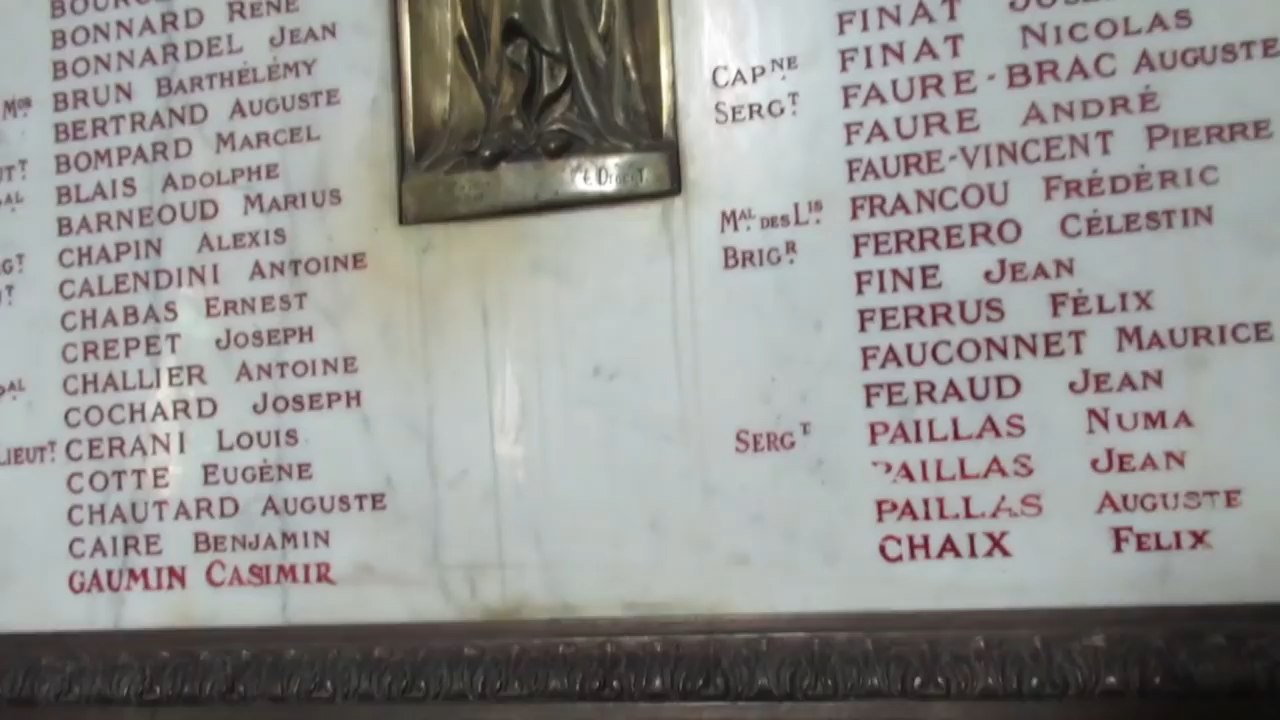 BONNARD RENÉ
BONNARDEL JEAN
MOR BRUN BARTHÉLÉMY
BERTRAND AUGUSTE
BOMPARD MARCEL
BLAIS ADOLPHE
BARNEOUD MARIUS
CHAPIN ALEXIS
CALENDINI ANTOINE
CHABAS ERNEST
CREPET JOSEPH
CHALLIER ANTOINE
COCHARD JOSEPH
CERANI LOUIS
COTTE EUGÈNE
CHAUTARD AUGUSTE
CAIRE BENJAMIN
GAUMIN CASIMIR
FINAT
FINAT NICOLAS
CAPNE FAURE-BRAC AUGUSTE
SERGT FAURE ANDRÉ
FAURE-VINCENT PIERRE
FRANCOU FRÉDÉRIC
MAL DES LIS FERRERO CÉLESTIN
BRIGR FINE JEAN
FERRUS FÉLIX
FAUCONNET MAURICE
FERAUD JEAN
SERGT PAILLAS NUMA
PAILLAS JEAN
PAILLAS AUGUSTE
CHAIX FELIX